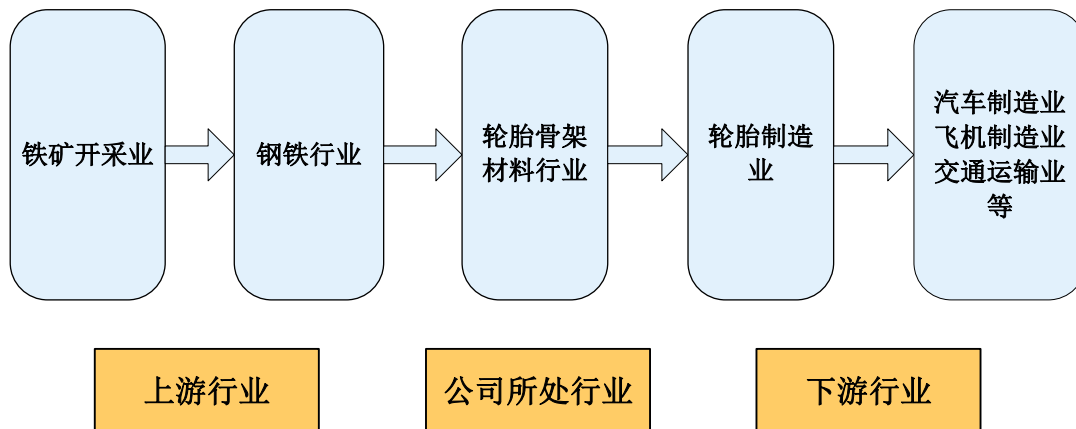 铁矿开采业
钢铁行业
轮胎骨架
材料行业
轮胎制造
业
汽车制造业
飞机制造业
交通运输业
等
上游行业
公司所处行业
下游行业